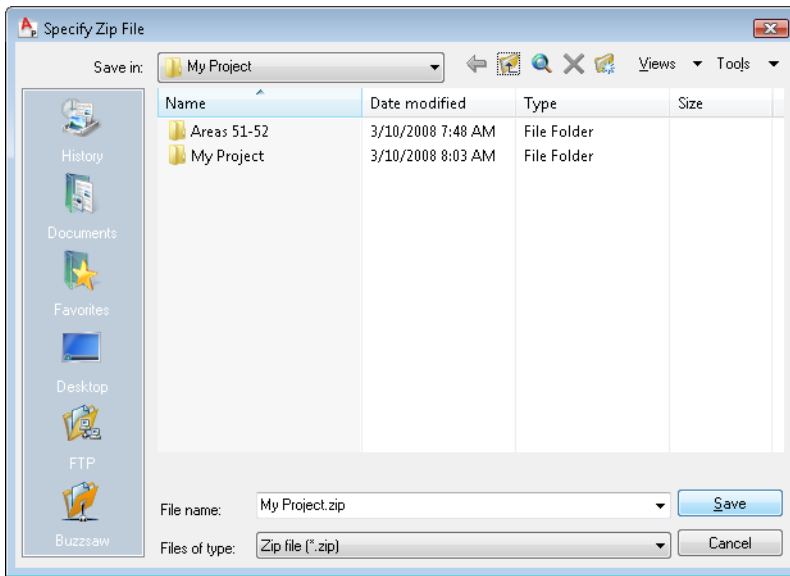 Specify Zip File
Save in: My Project Views Tools
Name Date modified Type Size
Areas 51-52 3/10/2008 7:48 AM File Folder
My Project 3/10/2008 8:03 AM File Folder
History
Documents
Favorites
Desktop
FTP
Buzzsaw
File name: My Project.zip Save
Files of type: Zip file (*.zip) Cancel